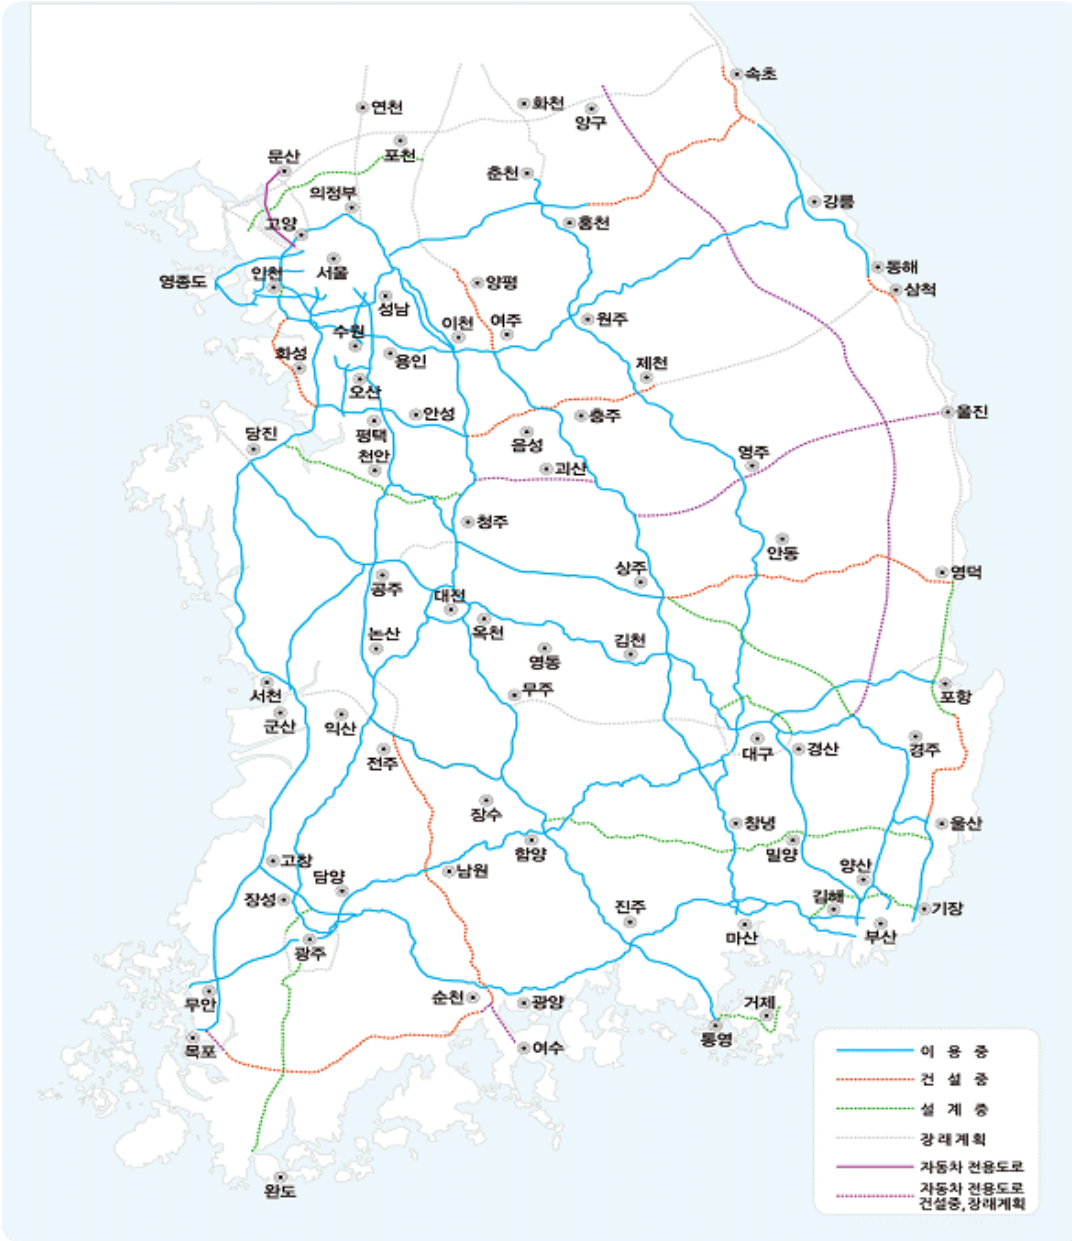 속초
연천
화천
양구
포천
문산
춘천
의정부
강릉
고양
홍천
서울
인천
영종도
동해
양평
삼척
성남
이천
여주
원주
수원
화성
용인
제천
오산
안성
충주
울진
평택
음성
당진
천안
괴산
영주
청주
안동
상주
영덕
공주
대전
옥천
논산
김천
영동
서천
무주
포항
군산
익산
전주
대구
경산
경주
장수
창녕
울산
함양
밀양
고창
담양
남원
양산
장성
김해
기장
진주
마산
부산
광주
무안
순천
광양
거제
목포
여수
통영
완도
이 용 중
건 설 중
설 계 중
장래계획
자동차 전용도로
자동차 전용도로
건설중, 장래계획